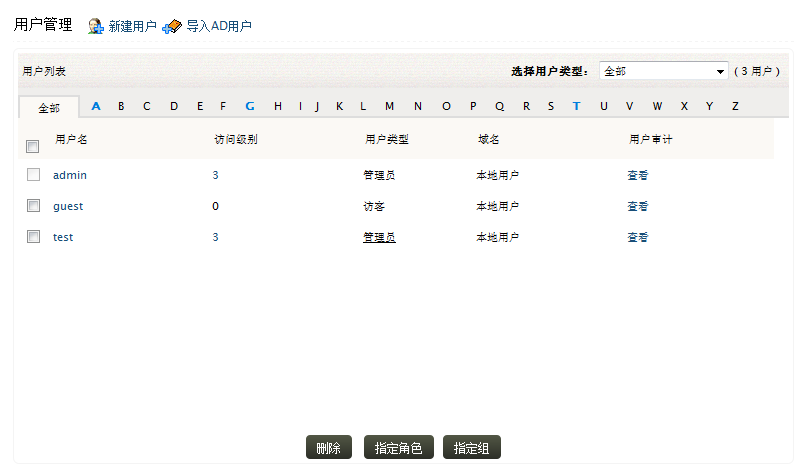 用户管理 新建用户 导入AD用户
用户列表 选择用户类型： 全部 ( 3 用户 )
全部 A B C D E F G H I J K L M N O P Q R S T U V W X Y Z
用户名 访问级别 用户类型 域名 用户审计
admin 3 管理员 本地用户 查看
guest 0 访客 本地用户 查看
test 3 管理员 本地用户 查看
删除 指定角色 指定组